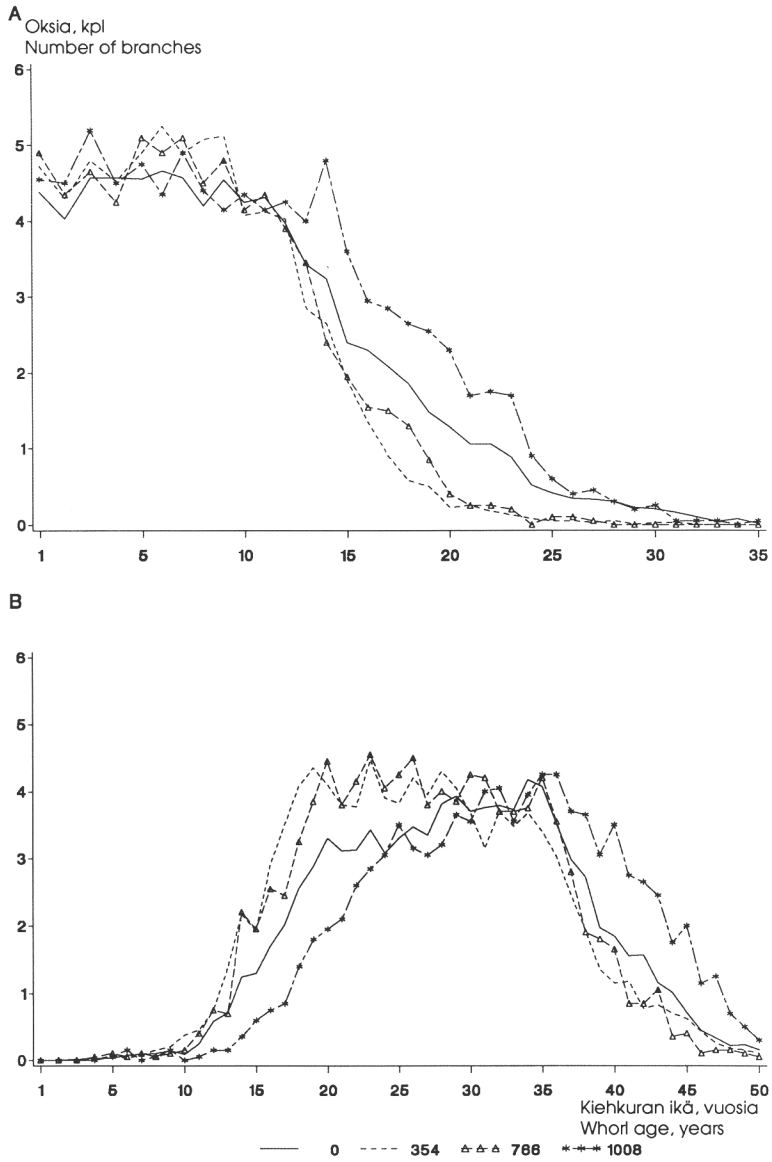 A
Oksia, kpl
Number of branches
6
5
4
3
2
1
0
1 5 10 15 20 25 30 35
B
6
5
4
3
2
1
0
1 5 10 15 20 25 30 35 40 45 50
Kiehkuran ikä, vuosia
Whorl age, years
0 354 766 1008